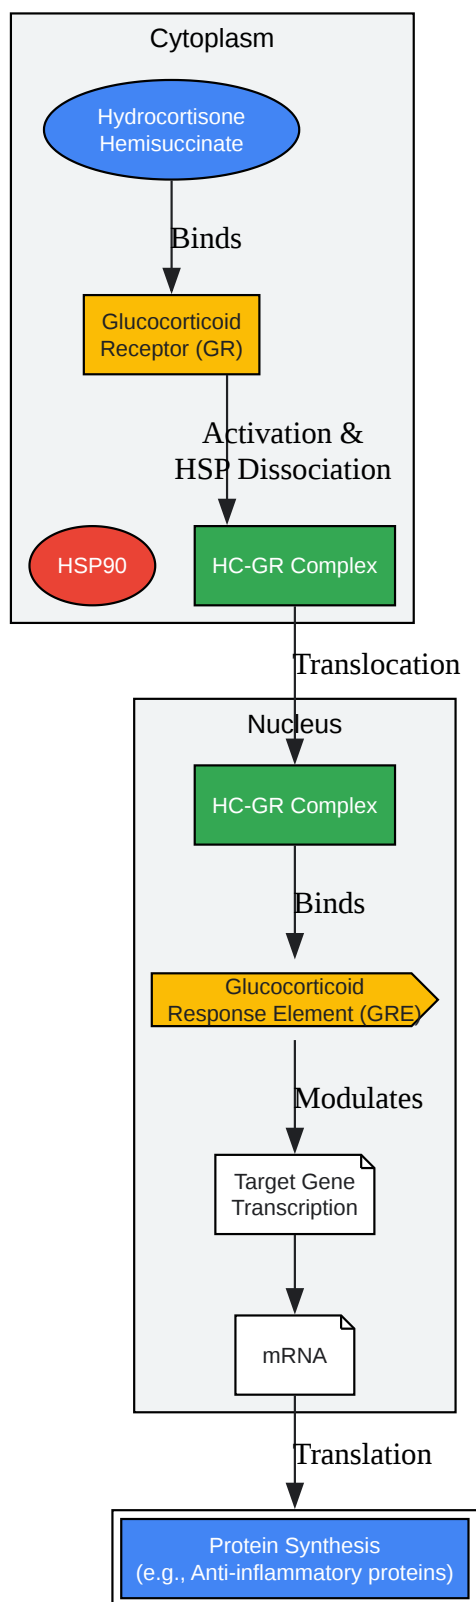 Cytoplasm
Hydrocortisone
Hemisuccinate
Binds
Glucocorticoid
Receptor (GR)
Activation &
HSP Dissociation
HSP90
HC-GR Complex
Translocation
Nucleus
HC-GR Complex
Binds
Glucocorticoid
Response Element (GRE)
Modulates
Target Gene
Transcription
mRNA
Translation
Protein Synthesis
(e.g., Anti-inflammatory proteins)